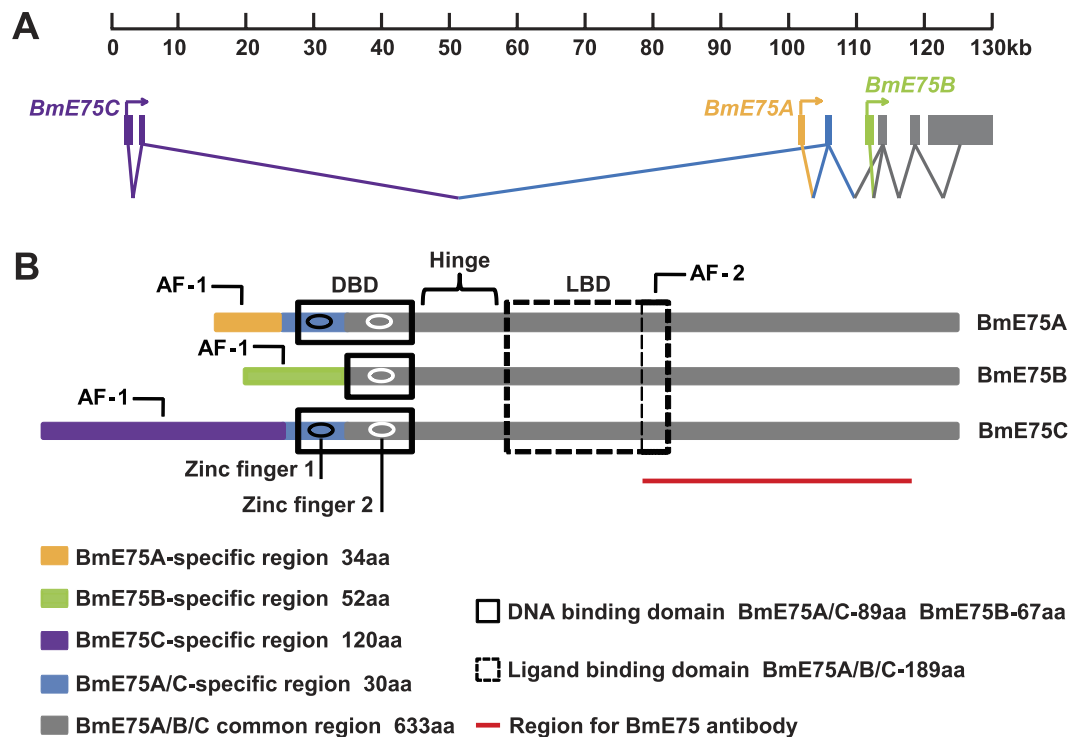 A
0 10 20 30 40 50 60 70 80 90 100 110 120 130kb
BmE75C
BmE75A
BmE75B
B
AF-1
DBD
Hinge
LBD
AF-2
BmE75A
AF-1
BmE75B
AF-1
BmE75C
Zinc finger 1
Zinc finger 2
BmE75A-specific region 34aa
BmE75B-specific region 52aa
BmE75C-specific region 120aa
BmE75A/C-specific region 30aa
BmE75A/B/C common region 633aa
DNA binding domain BmE75A/C-89aa BmE75B-67aa
Ligand binding domain BmE75A/B/C-189aa
Region for BmE75 antibody